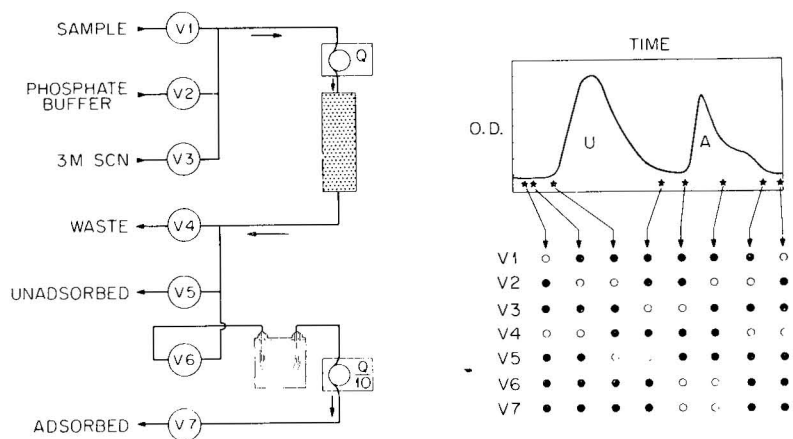 SAMPLE
V1
PHOSPHATE
BUFFER
V2
3M SCN
V3
Q
WASTE
V4
UNADSORBED
V5
V6
Q
10
ADSORBED
V7
TIME
O.D.
U
A
V1
V2
V3
V4
V5
V6
V7